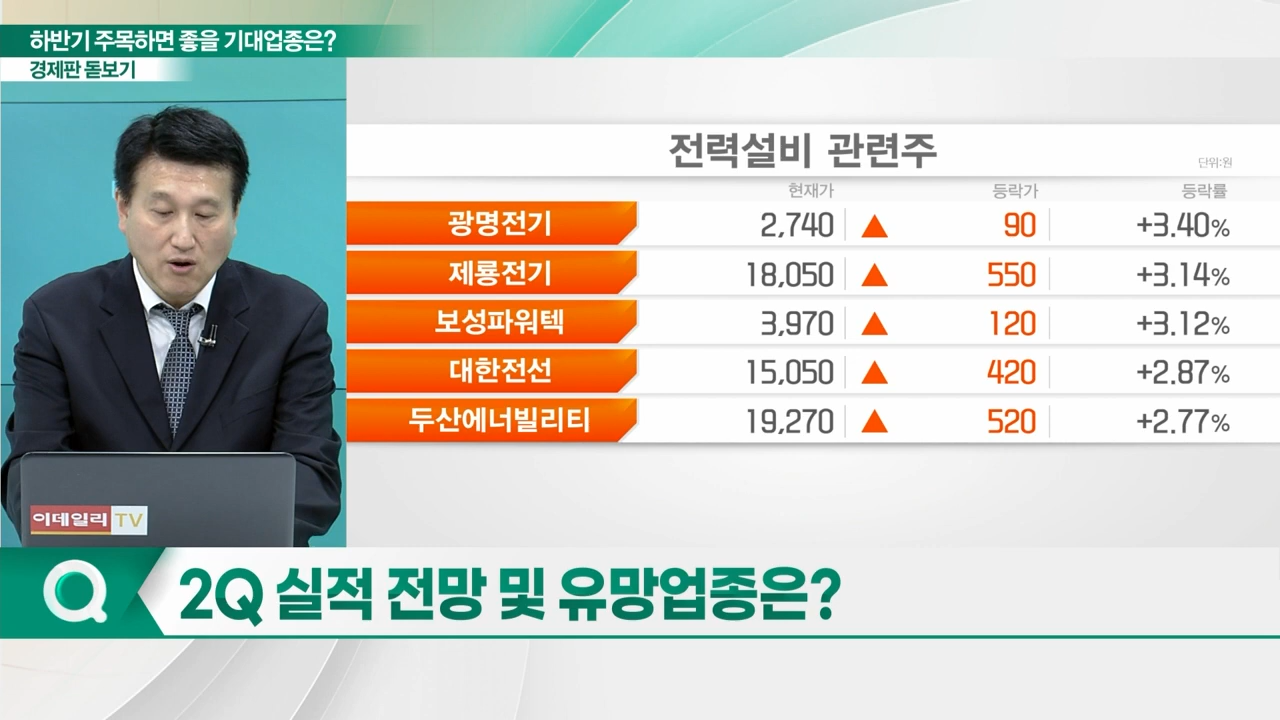 하반기 주목하면 좋을 기대업종은?
경제판 돋보기
전력설비 관련주
단위:원
현재가 등락가 등락률
광명전기 2,740 ▲ 90 +3.40%
제룡전기 18,050 ▲ 550 +3.14%
보성파워텍 3,970 ▲ 120 +3.12%
대한전선 15,050 ▲ 420 +2.87%
두산에너빌리티 19,270 ▲ 520 +2.77%
이데일리 TV
Q 2Q 실적 전망 및 유망업종은?